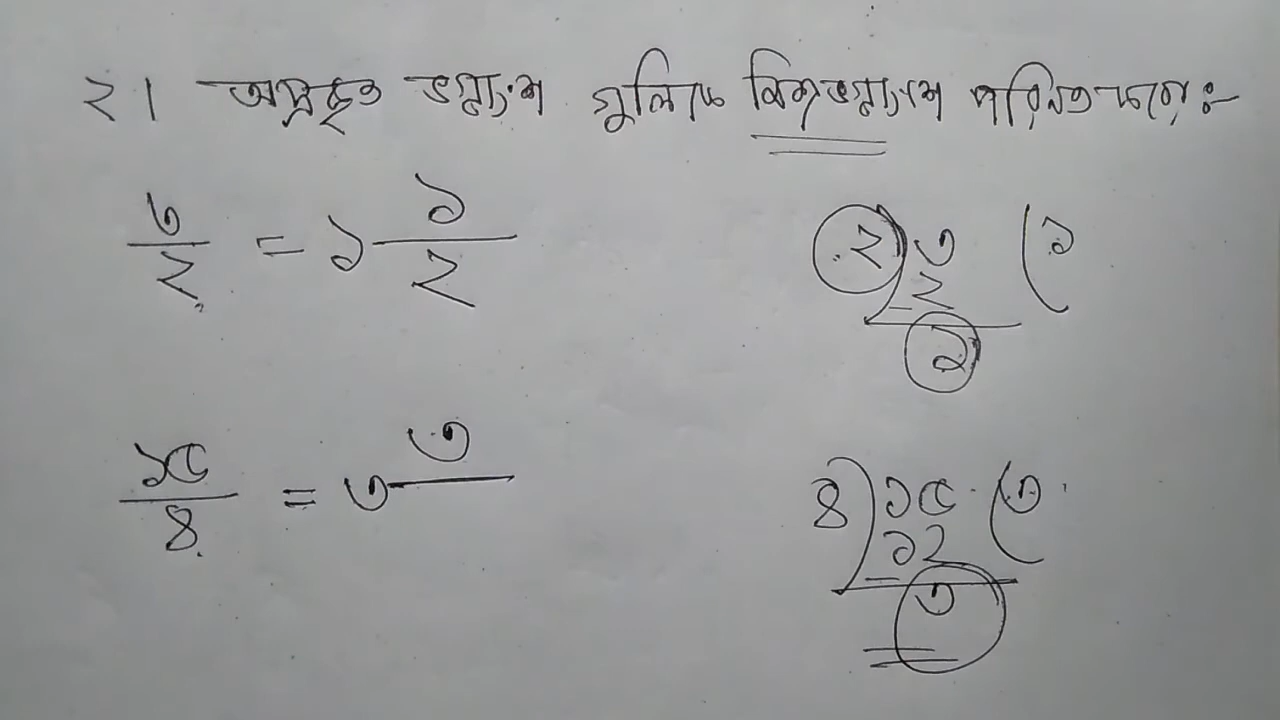 ২। অপ্রকৃত ভগ্নাংশ গুলিকে মিশ্রভগ্নাংশে পরিণত করো :-
৩/২ = ১ ১/২
২) ৩ (১
২
১
১৫/৪ = ৩ ৩/
৪) ১৫ (৩
১২
৩